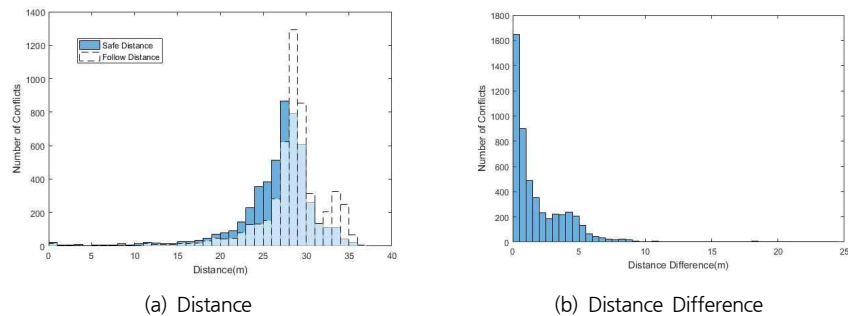 1400
1200
1000
800
600
400
200
0
Number of Conflicts
Safe Distance
Follow Distance
0 5 10 15 20 25 30 35 40
Distance(m)
(a) Distance
1800
1600
1400
1200
1000
800
600
400
200
0
Number of Conflicts
0 5 10 15 20 25
Distance Difference(m)
(b) Distance Difference